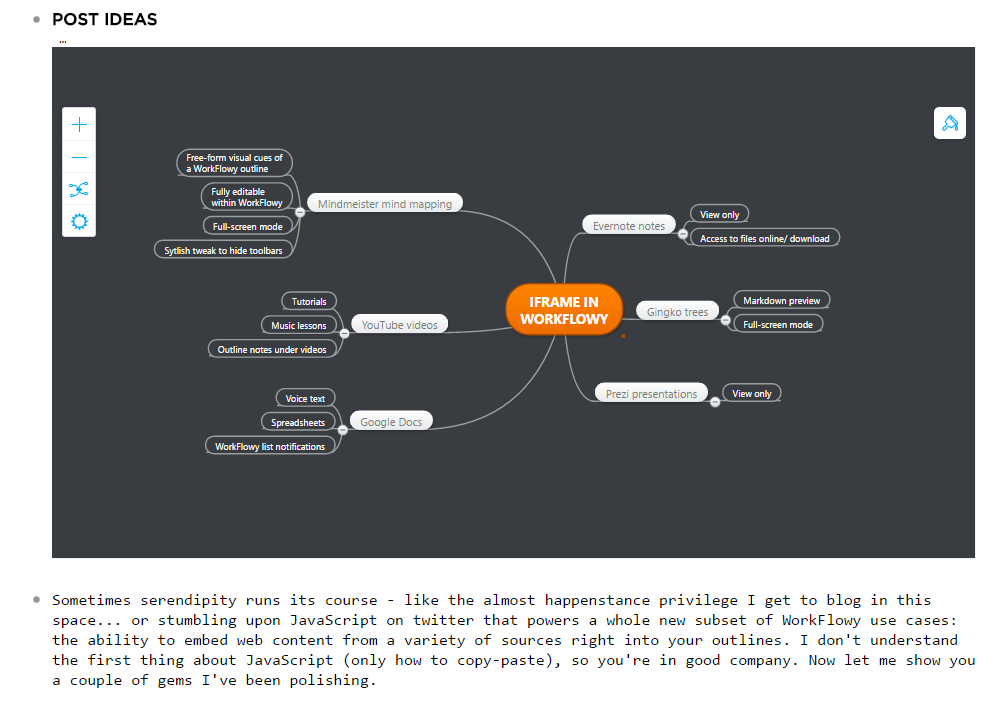 POST IDEAS
...
Free-form visual cues of
a WorkFlowy outline
Fully editable
within WorkFlowy
Full-screen mode
Sytlish tweak to hide toolbars
Mindmeister mind mapping
Tutorials
Music lessons
Outline notes under videos
YouTube videos
Voice text
Spreadsheets
WorkFlowy list notifications
Google Docs
IFRAME IN
WORKFLOWY
Evernote notes
View only
Access to files online/ download
Gingko trees
Markdown preview
Full-screen mode
Prezi presentations
View only
Sometimes serendipity runs its course - like the almost happenstance privilege I get to blog in this
space... or stumbling upon JavaScript on twitter that powers a whole new subset of WorkFlowy use cases:
the ability to embed web content from a variety of sources right into your outlines. I don't understand
the first thing about JavaScript (only how to copy-paste), so you're in good company. Now let me show you
a couple of gems I've been polishing.